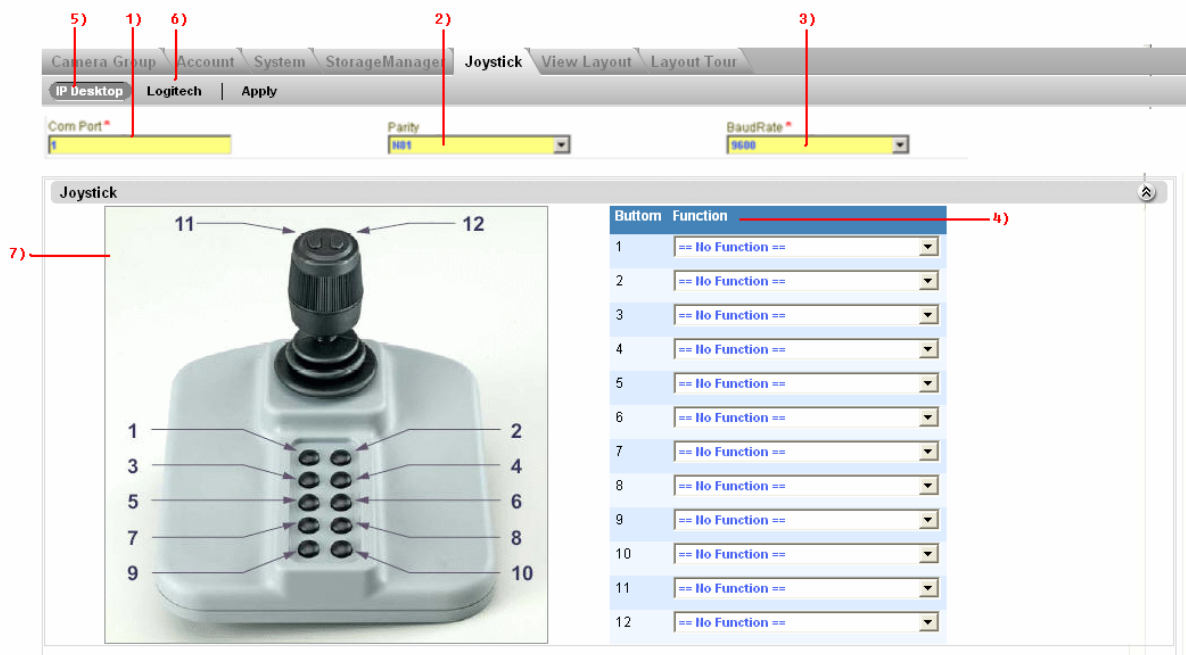 5) 1) 6) 2) 3)
Camera Group Account System StorageManager Joystick View Layout Layout Tour
IP Desktop Logitech | Apply
Com Port * Parity BaudRate *
1 N81 9600
Joystick
Buttom Function 4)
11 12
7)
1 == No Function ==
2 == No Function ==
3 == No Function ==
4 == No Function ==
5 == No Function ==
6 == No Function ==
7 == No Function ==
8 == No Function ==
9 == No Function ==
10 == No Function ==
11 == No Function ==
12 == No Function ==
1 2
3 4
5 6
7 8
9 10